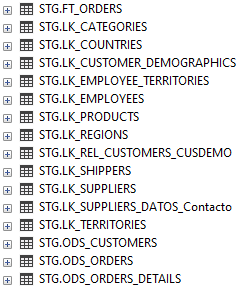 STG.FT_ORDERS
STG.LK_CATEGORIES
STG.LK_COUNTRIES
STG.LK_CUSTOMER_DEMOGRAPHICS
STG.LK_EMPLOYEE_TERRITORIES
STG.LK_EMPLOYEES
STG.LK_PRODUCTS
STG.LK_REGIONS
STG.LK_REL_CUSTOMERS_CUSDEMO
STG.LK_SHIPPERS
STG.LK_SUPPLIERS
STG.LK_SUPPLIERS_DATOS_Contacto
STG.LK_TERRITORIES
STG.ODS_CUSTOMERS
STG.ODS_ORDERS
STG.ODS_ORDERS_DETAILS